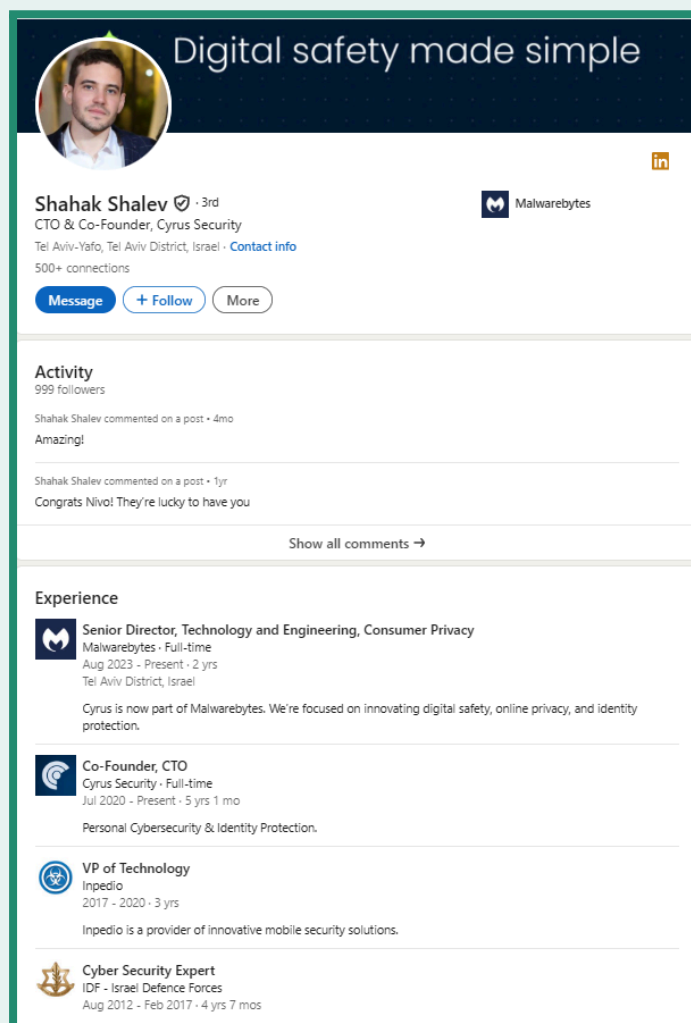 Digital safety made simple
in
Shahak Shalev · 3rd
Malwarebytes
CTO & Co-Founder, Cyrus Security
Tel Aviv-Yafo, Tel Aviv District, Israel · Contact info
500+ connections
Message
+ Follow
More
Activity
999 followers
Shahak Shalev commented on a post • 4mo
Amazing!
Shahak Shalev commented on a post • 1yr
Congrats Nivo! They're lucky to have you
Show all comments →
Experience
Senior Director, Technology and Engineering, Consumer Privacy
Malwarebytes · Full-time
Aug 2023 - Present · 2 yrs
Tel Aviv District, Israel
Cyrus is now part of Malwarebytes. We're focused on innovating digital safety, online privacy, and identity
protection.
Co-Founder, CTO
Cyrus Security · Full-time
Jul 2020 - Present · 5 yrs 1 mo
Personal Cybersecurity & Identity Protection.
VP of Technology
Inpedio
2017 - 2020 · 3 yrs
Inpedio is a provider of innovative mobile security solutions.
Cyber Security Expert
IDF - Israel Defence Forces
Aug 2012 - Feb 2017 · 4 yrs 7 mos